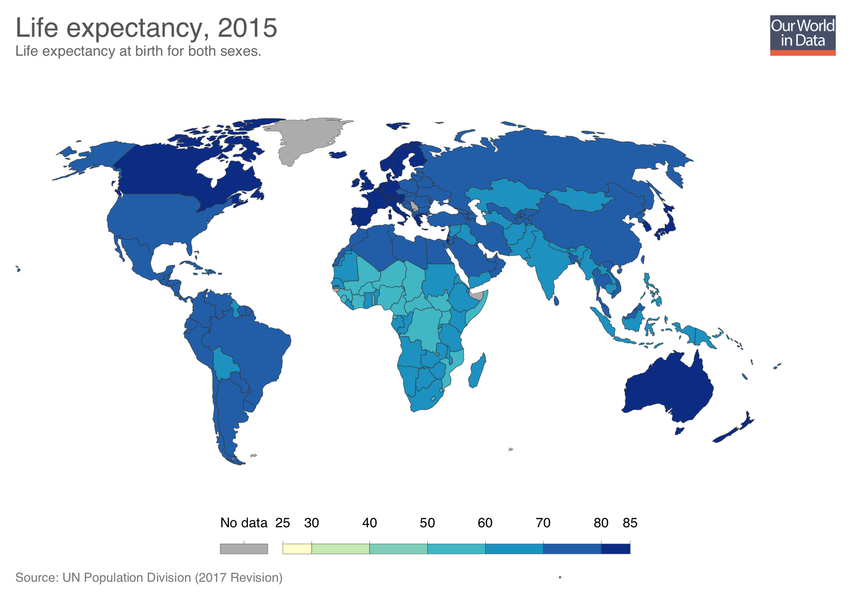 Life expectancy, 2015
Life expectancy at birth for both sexes.
Our World
in Data
No data 25 30 40 50 60 70 80 85
Source: UN Population Division (2017 Revision)